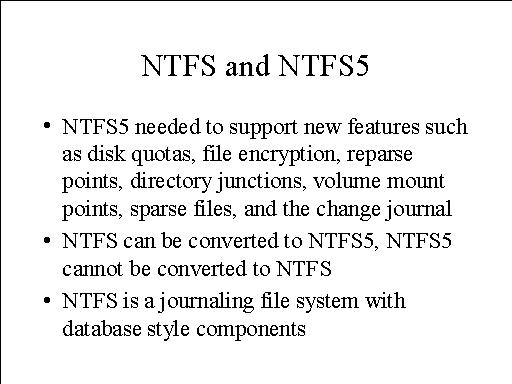 NTFS and NTFS5
• NTFS5 needed to support new features such
as disk quotas, file encryption, reparse
points, directory junctions, volume mount
points, sparse files, and the change journal
• NTFS can be converted to NTFS5, NTFS5
cannot be converted to NTFS
• NTFS is a journaling file system with
database style components